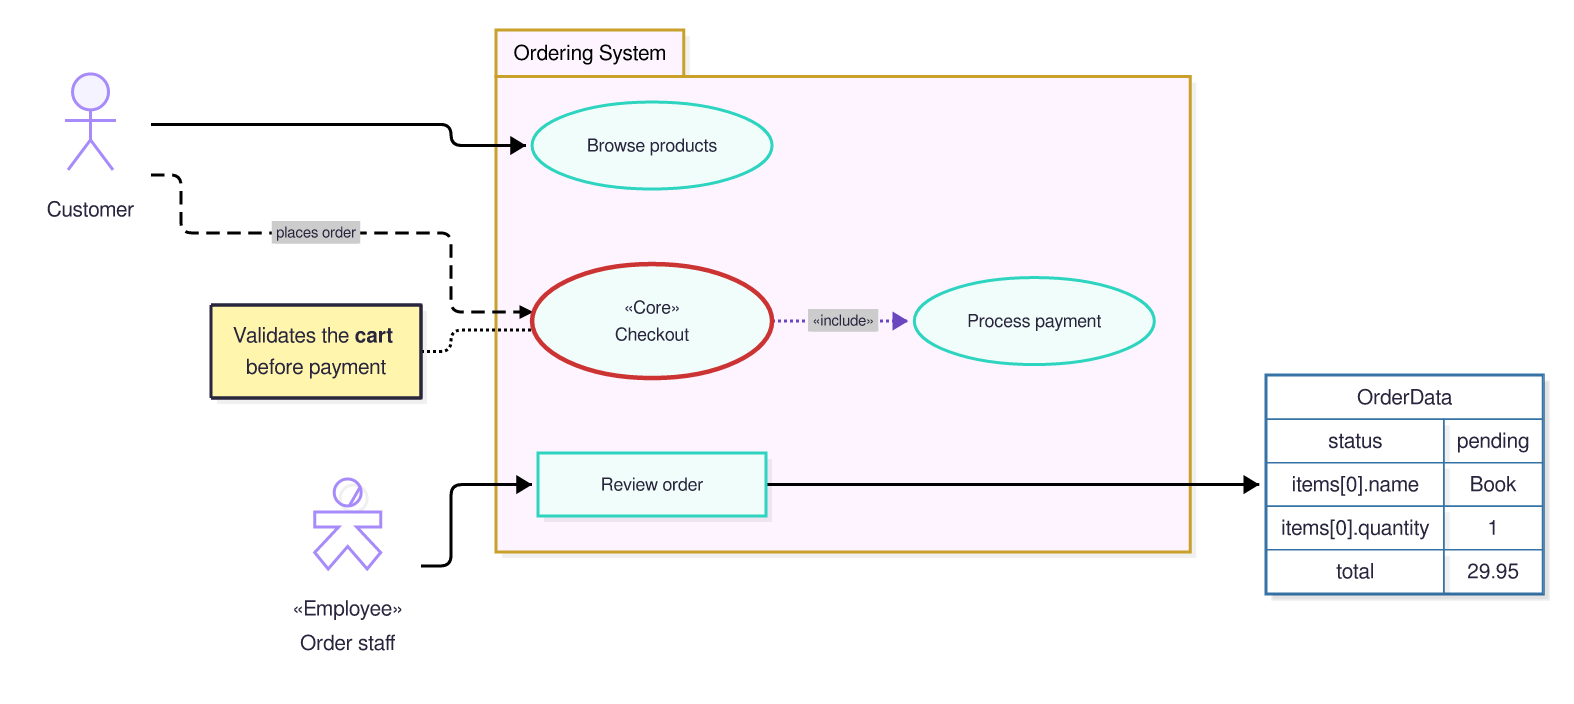 Ordering System
Customer
Browse products
places order
Validates the cart
before payment
«Core»
Checkout
«include»
Process payment
«Employee»
Order staff
Review order
OrderData
status pending
items[0].name Book
items[0].quantity 1
total 29.95